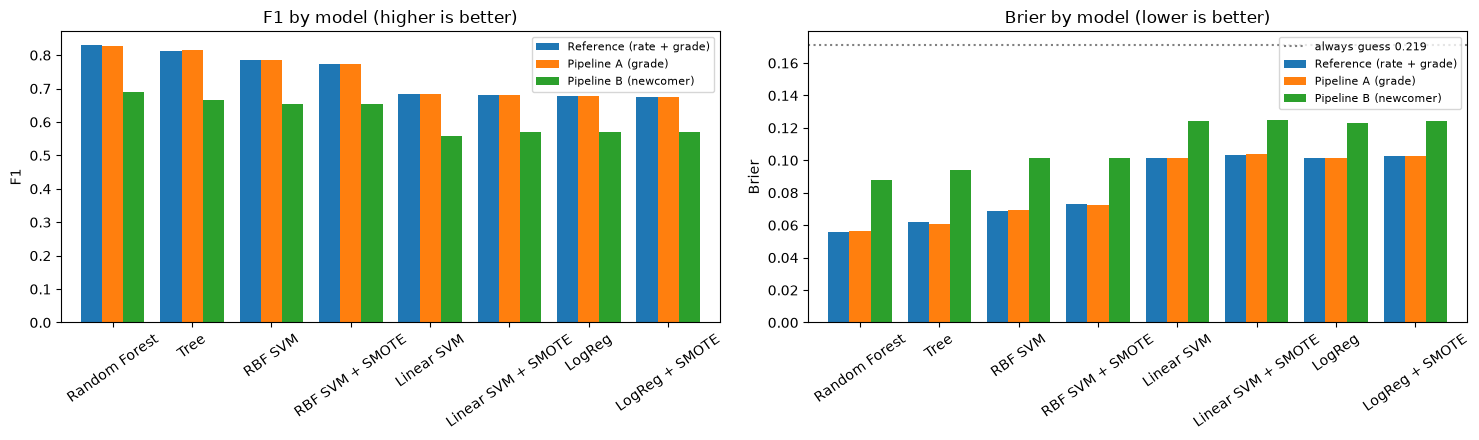 F1 by model (higher is better)
F1
0.8
0.7
0.6
0.5
0.4
0.3
0.2
0.1
0.0
Reference (rate + grade)
Pipeline A (grade)
Pipeline B (newcomer)
Random Forest
Tree
RBF SVM
RBF SVM + SMOTE
Linear SVM
Linear SVM + SMOTE
LogReg
LogReg + SMOTE
Brier by model (lower is better)
Brier
0.16
0.14
0.12
0.10
0.08
0.06
0.04
0.02
0.00
always guess 0.219
Reference (rate + grade)
Pipeline A (grade)
Pipeline B (newcomer)
Random Forest
Tree
RBF SVM
RBF SVM + SMOTE
Linear SVM
Linear SVM + SMOTE
LogReg
LogReg + SMOTE